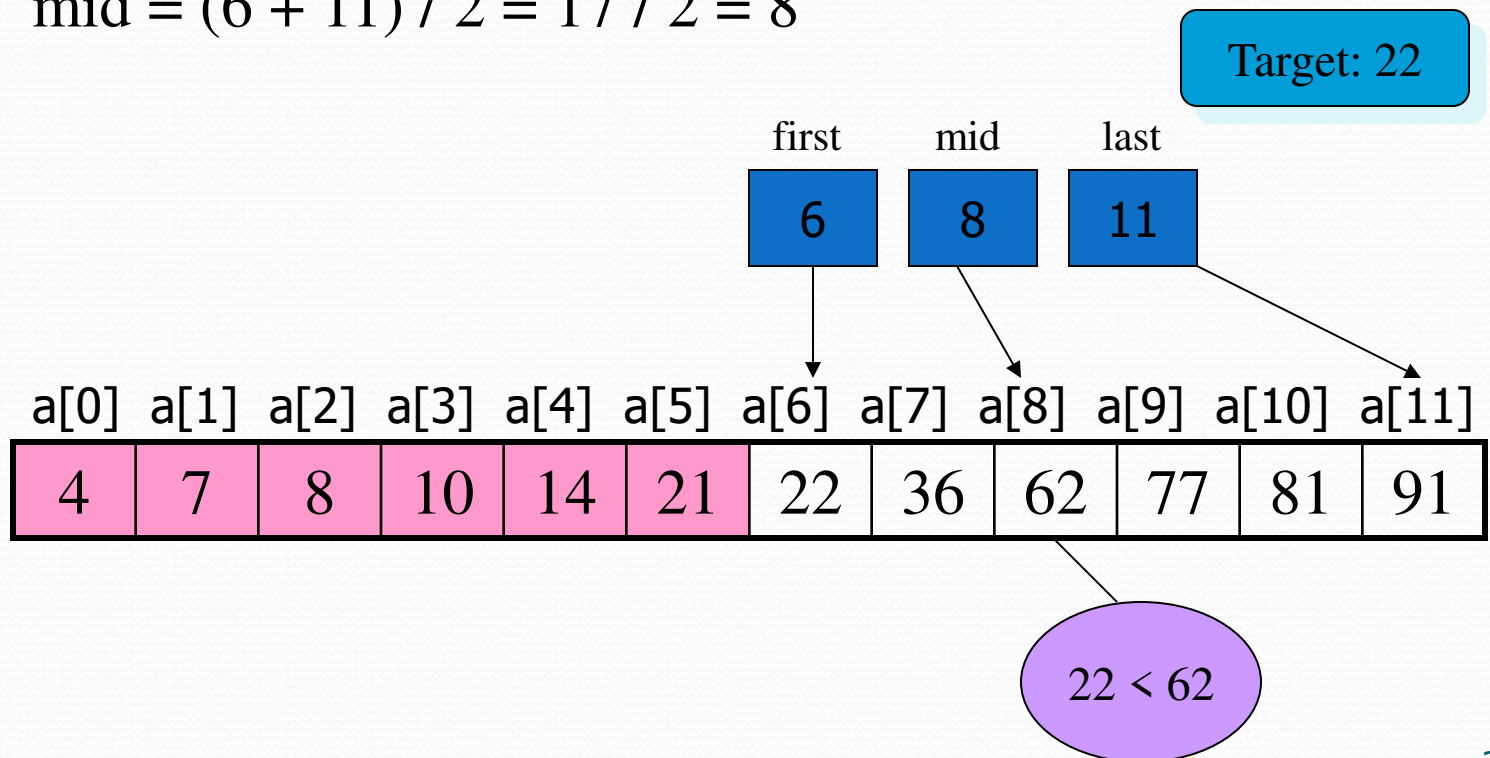 mid = (6 + 11) / 2 = 17 / 2 = 8
Target: 22
first mid last
6 8 11
a[0] a[1] a[2] a[3] a[4] a[5] a[6] a[7] a[8] a[9] a[10] a[11]
4 7 8 10 14 21 22 36 62 77 81 91
22 < 62